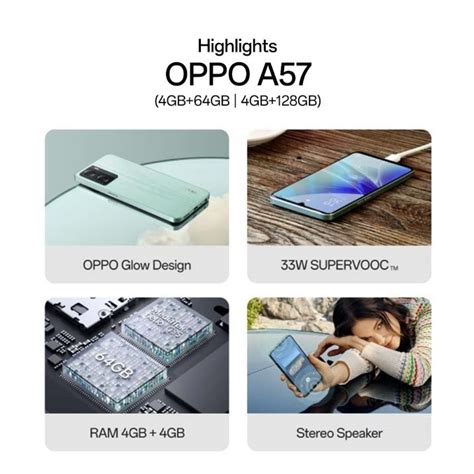 Highlights
OPPO A57
(4GB+64GB | 4GB+128GB)
OPPO Glow Design
33W SUPERVOOC™
64GB
RAM 4GB + 4GB
Stereo Speaker